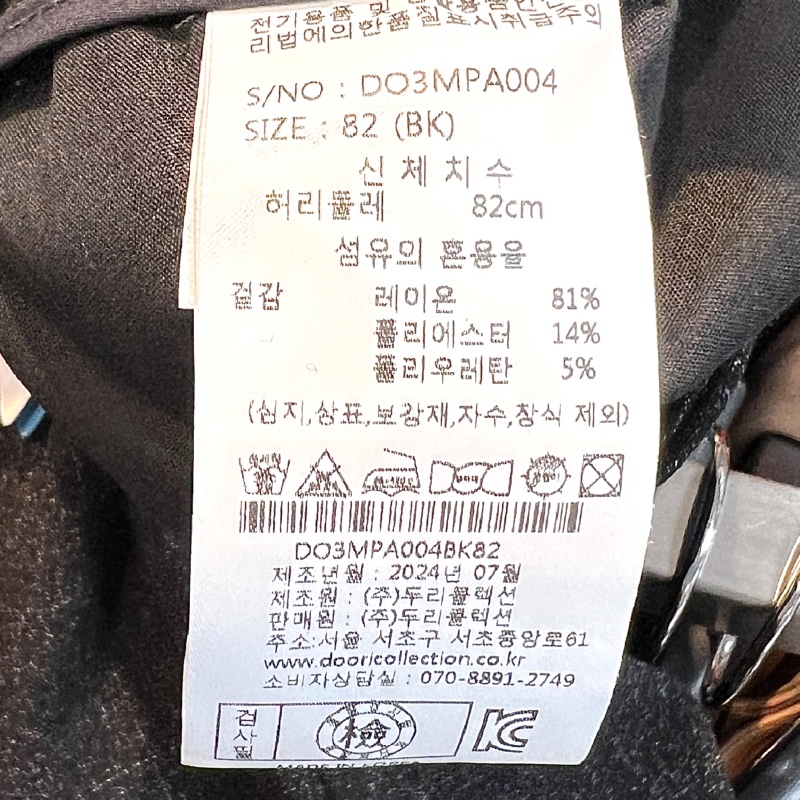 전기용품 및 생활용품안전관
리법에의한품질표시취급주의
S/NO : DO3MPA004
SIZE : 82 (BK)
신 체 치 수
허리둘레 82cm
섬유의 혼용율
겉감 레이온 81%
폴리에스터 14%
폴리우레탄 5%
(심지,상표,보강재,자수,장식 제외)
DO3MPA004BK82
제조년월 : 2024년 07월
제조원 : (주)두리콜렉션
판매원 : (주)두리콜렉션
주소:서울 서초구 서초중앙로61
www.dooricollection.co.kr
소비자상담실 : 070-8891-2749
검사필
檢
KC